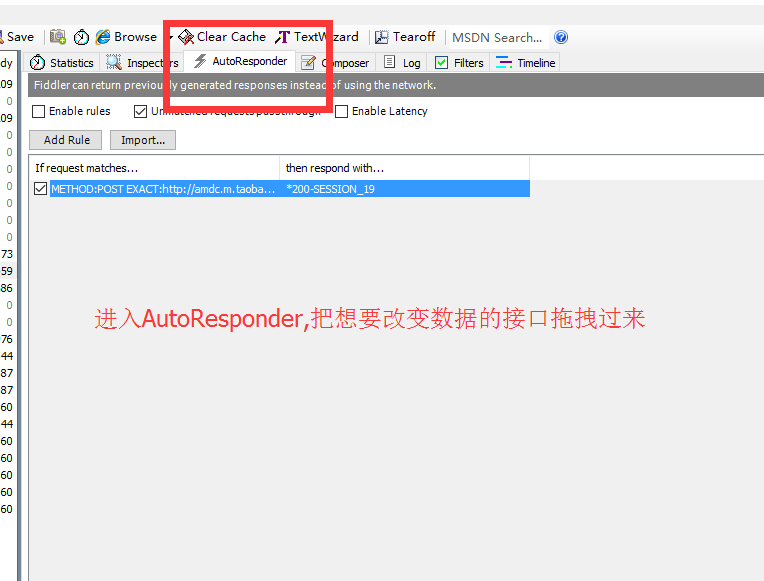 Save Browse Clear Cache TextWizard Tearoff MSDN Search...
dy Statistics Inspectors AutoResponder Composer Log Filters Timeline
09 Fiddler can return previously generated responses instead of using the network.
0
09 Enable rules Unmatched requests passthrough Enable Latency
0 Add Rule Import...
0
0 If request matches... then respond with...
0 METHOD:POST EXACT:http://amdc.m.taoba... *200-SESSION_19
0
0
0
73
59
86
0
0 进入AutoResponder,把想要改变数据的接口拖拽过来
76
44
87
87
60
44
60
60
60
60
60